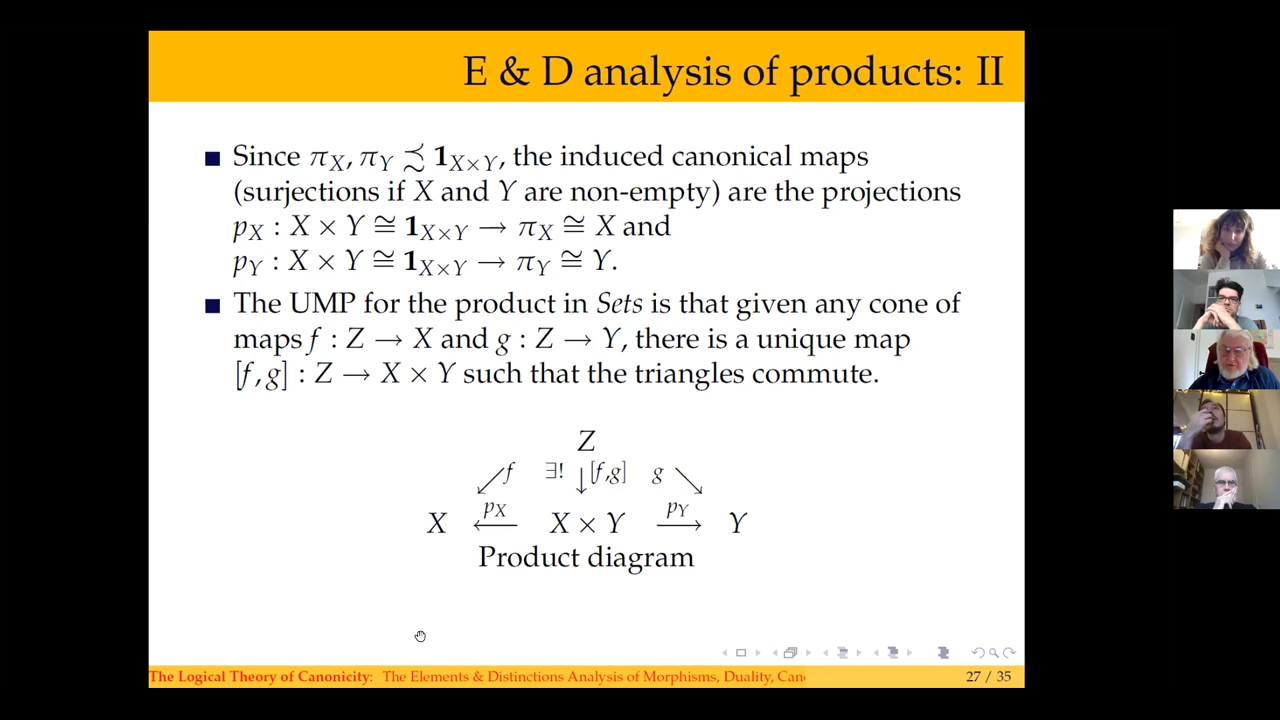 E & D analysis of products: II
Since π_X, π_Y ≾ 1_{X×Y}, the induced canonical maps
(surjections if X and Y are non-empty) are the projections
p_X : X × Y ≅ 1_{X×Y} → π_X ≅ X and
p_Y : X × Y ≅ 1_{X×Y} → π_Y ≅ Y.
The UMP for the product in Sets is that given any cone of
maps f : Z → X and g : Z → Y, there is a unique map
[f, g] : Z → X × Y such that the triangles commute.
Z
↙ f ∃! ↓ [f,g] g ↘
X ←p_X X × Y p_Y→ Y
Product diagram
The Logical Theory of Canonicity: The Elements & Distinctions Analysis of Morphisms, Duality, Can
27 / 35